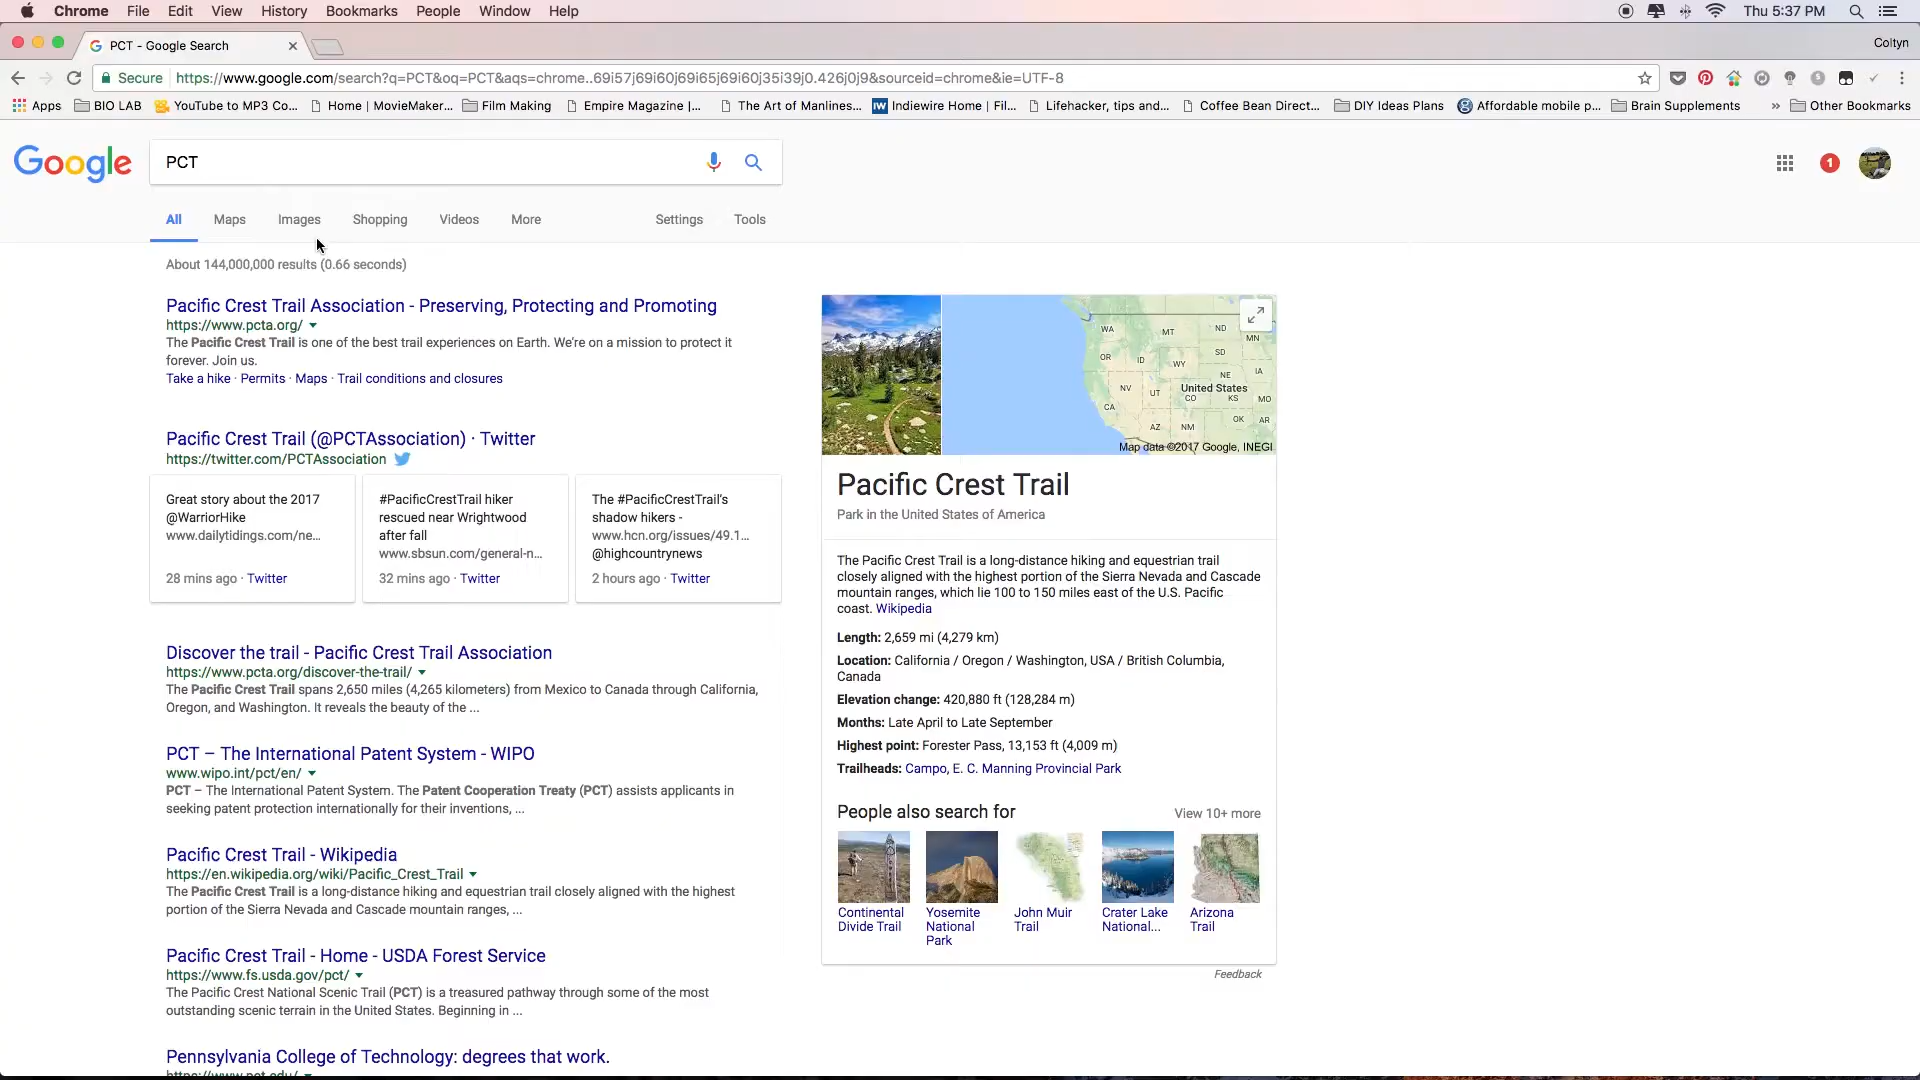 Chrome File Edit View History Bookmarks People Window Help Thu 5:37 PM
PCT - Google Search Coltyn
Secure https://www.google.com/search?q=PCT&oq=PCT&aqs=chrome..69i57j69i60j69i65j69i60j35i39j0.426j0j9&sourceid=chrome&ie=UTF-8
Apps BIO LAB YouTube to MP3 Co... Home | MovieMaker... Film Making Empire Magazine |... The Art of Manlines... IW Indiewire Home | Fil... Lifehacker, tips and... Coffee Bean Direct... DIY Ideas Plans Affordable mobile p... Brain Supplements » Other Bookmarks
Google PCT 1
All Maps Images Shopping Videos More Settings Tools
About 144,000,000 results (0.66 seconds)
Pacific Crest Trail Association - Preserving, Protecting and Promoting
https://www.pcta.org/
The Pacific Crest Trail is one of the best trail experiences on Earth. We're on a mission to protect it
forever. Join us.
Take a hike · Permits · Maps · Trail conditions and closures
Pacific Crest Trail (@PCTAssociation) · Twitter
https://twitter.com/PCTAssociation
Great story about the 2017
@WarriorHike
www.dailytidings.com/ne...
28 mins ago · Twitter
#PacificCrestTrail hiker
rescued near Wrightwood
after fall
www.sbsun.com/general-n...
32 mins ago · Twitter
The #PacificCrestTrail's
shadow hikers -
www.hcn.org/issues/49.1...
@highcountrynews
2 hours ago · Twitter
Discover the trail - Pacific Crest Trail Association
https://www.pcta.org/discover-the-trail/
The Pacific Crest Trail spans 2,650 miles (4,265 kilometers) from Mexico to Canada through California,
Oregon, and Washington. It reveals the beauty of the ...
PCT – The International Patent System - WIPO
www.wipo.int/pct/en/
PCT – The International Patent System. The Patent Cooperation Treaty (PCT) assists applicants in
seeking patent protection internationally for their inventions, ...
Pacific Crest Trail - Wikipedia
https://en.wikipedia.org/wiki/Pacific_Crest_Trail
The Pacific Crest Trail is a long-distance hiking and equestrian trail closely aligned with the highest
portion of the Sierra Nevada and Cascade mountain ranges, ...
Pacific Crest Trail - Home - USDA Forest Service
https://www.fs.usda.gov/pct/
The Pacific Crest National Scenic Trail (PCT) is a treasured pathway through some of the most
outstanding scenic terrain in the United States. Beginning in ...
Pennsylvania College of Technology: degrees that work.
https://www.pct.edu/
WA MT ND MN
OR ID SD
WY
NE IA
NV UT United States
CO KS MO
CA
OK AR
AZ NM
Map data ©2017 Google, INEGI
Pacific Crest Trail
Park in the United States of America
The Pacific Crest Trail is a long-distance hiking and equestrian trail
closely aligned with the highest portion of the Sierra Nevada and Cascade
mountain ranges, which lie 100 to 150 miles east of the U.S. Pacific
coast. Wikipedia
Length: 2,659 mi (4,279 km)
Location: California / Oregon / Washington, USA / British Columbia,
Canada
Elevation change: 420,880 ft (128,284 m)
Months: Late April to Late September
Highest point: Forester Pass, 13,153 ft (4,009 m)
Trailheads: Campo, E. C. Manning Provincial Park
People also search for View 10+ more
Continental
Divide Trail
Yosemite
National
Park
John Muir
Trail
Crater Lake
National...
Arizona
Trail
Feedback